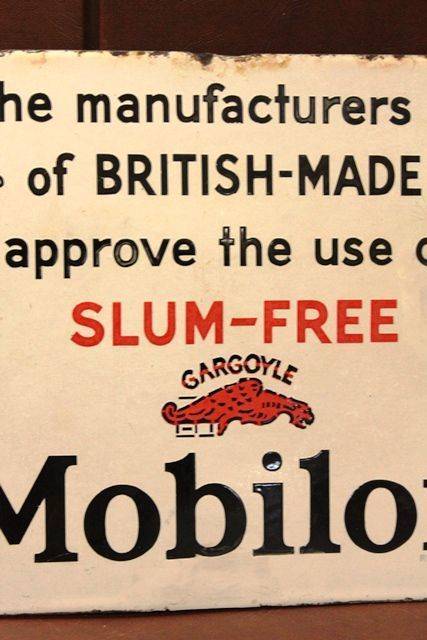 he manufacturers
of BRITISH-MADE
approve the use
SLUM-FREE
GARGOYLE
Mobilo